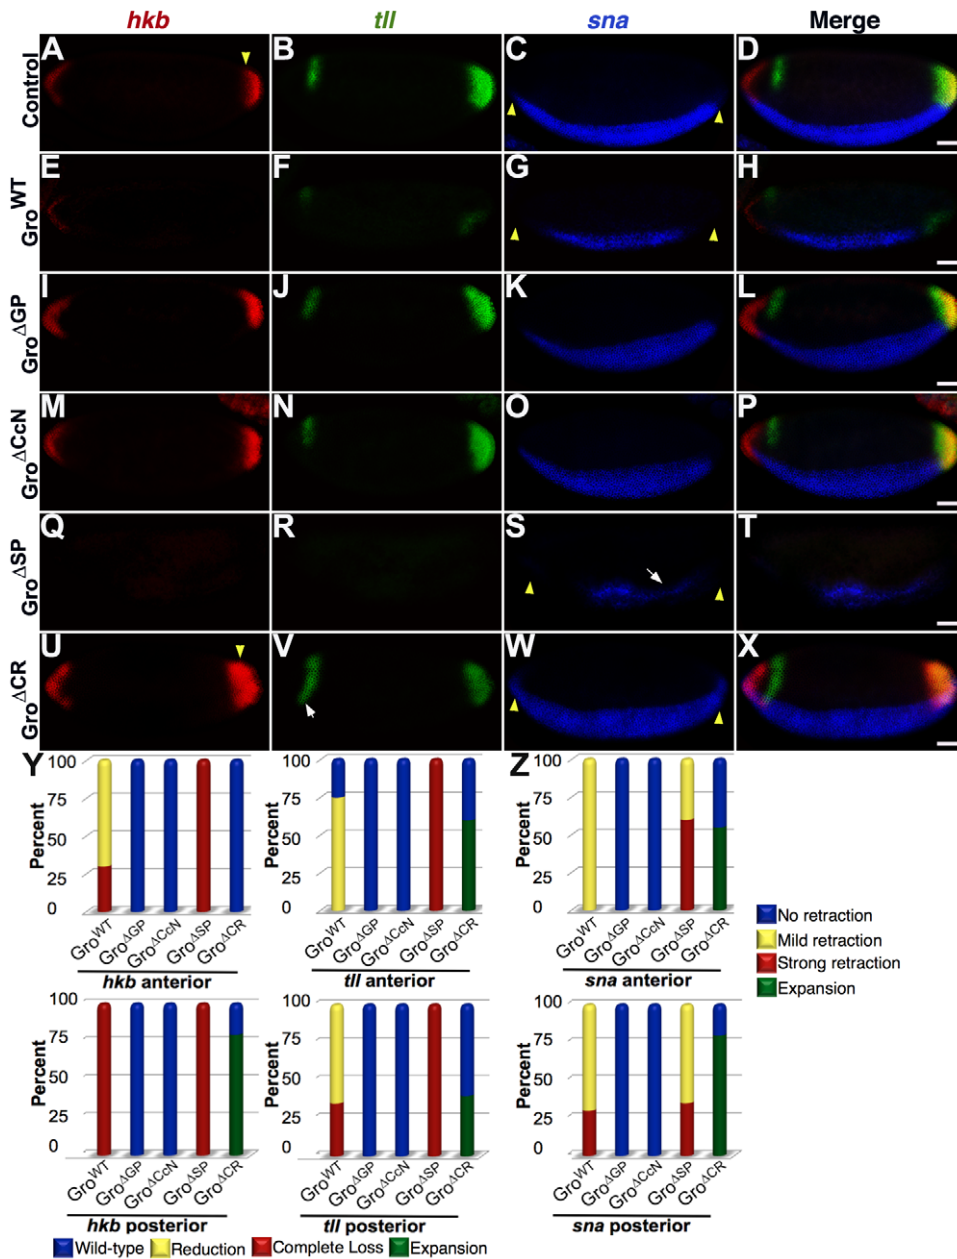 hkb tll sna Merge
Control A B C D
Gro^WT E F G H
Gro^ΔGP I J K L
Gro^ΔCcN M N O P
Gro^ΔSP Q R S T
Gro^ΔCR U V W X
Y Z
Percent 100 75 50 25 0
Gro^WT Gro^ΔGP Gro^ΔCcN Gro^ΔSP Gro^ΔCR
hkb anterior
Percent 100 75 50 25 0
Gro^WT Gro^ΔGP Gro^ΔCcN Gro^ΔSP Gro^ΔCR
tll anterior
Percent 100 75 50 25 0
Gro^WT Gro^ΔGP Gro^ΔCcN Gro^ΔSP Gro^ΔCR
sna anterior
No retraction
Mild retraction
Strong retraction
Expansion
Percent 100 75 50 25 0
Gro^WT Gro^ΔGP Gro^ΔCcN Gro^ΔSP Gro^ΔCR
hkb posterior
Percent 100 75 50 25 0
Gro^WT Gro^ΔGP Gro^ΔCcN Gro^ΔSP Gro^ΔCR
tll posterior
Percent 100 75 50 25 0
Gro^WT Gro^ΔGP Gro^ΔCcN Gro^ΔSP Gro^ΔCR
sna posterior
Wild-type Reduction Complete Loss Expansion